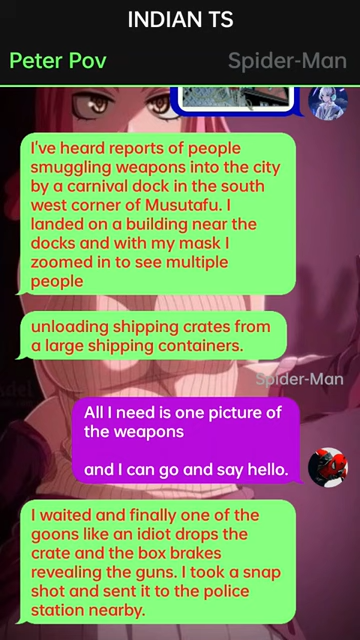 INDIAN TS
Peter Pov
Spider-Man
I've heard reports of people
smuggling weapons into the city
by a carnival dock in the south
west corner of Musutafu. I
landed on a building near the
docks and with my mask I
zoomed in to see multiple
people
unloading shipping crates from
a large shipping containers.
Spider-Man
All I need is one picture of
the weapons
and I can go and say hello.
I waited and finally one of the
goons like an idiot drops the
crate and the box brakes
revealing the guns. I took a snap
shot and sent it to the police
station nearby.